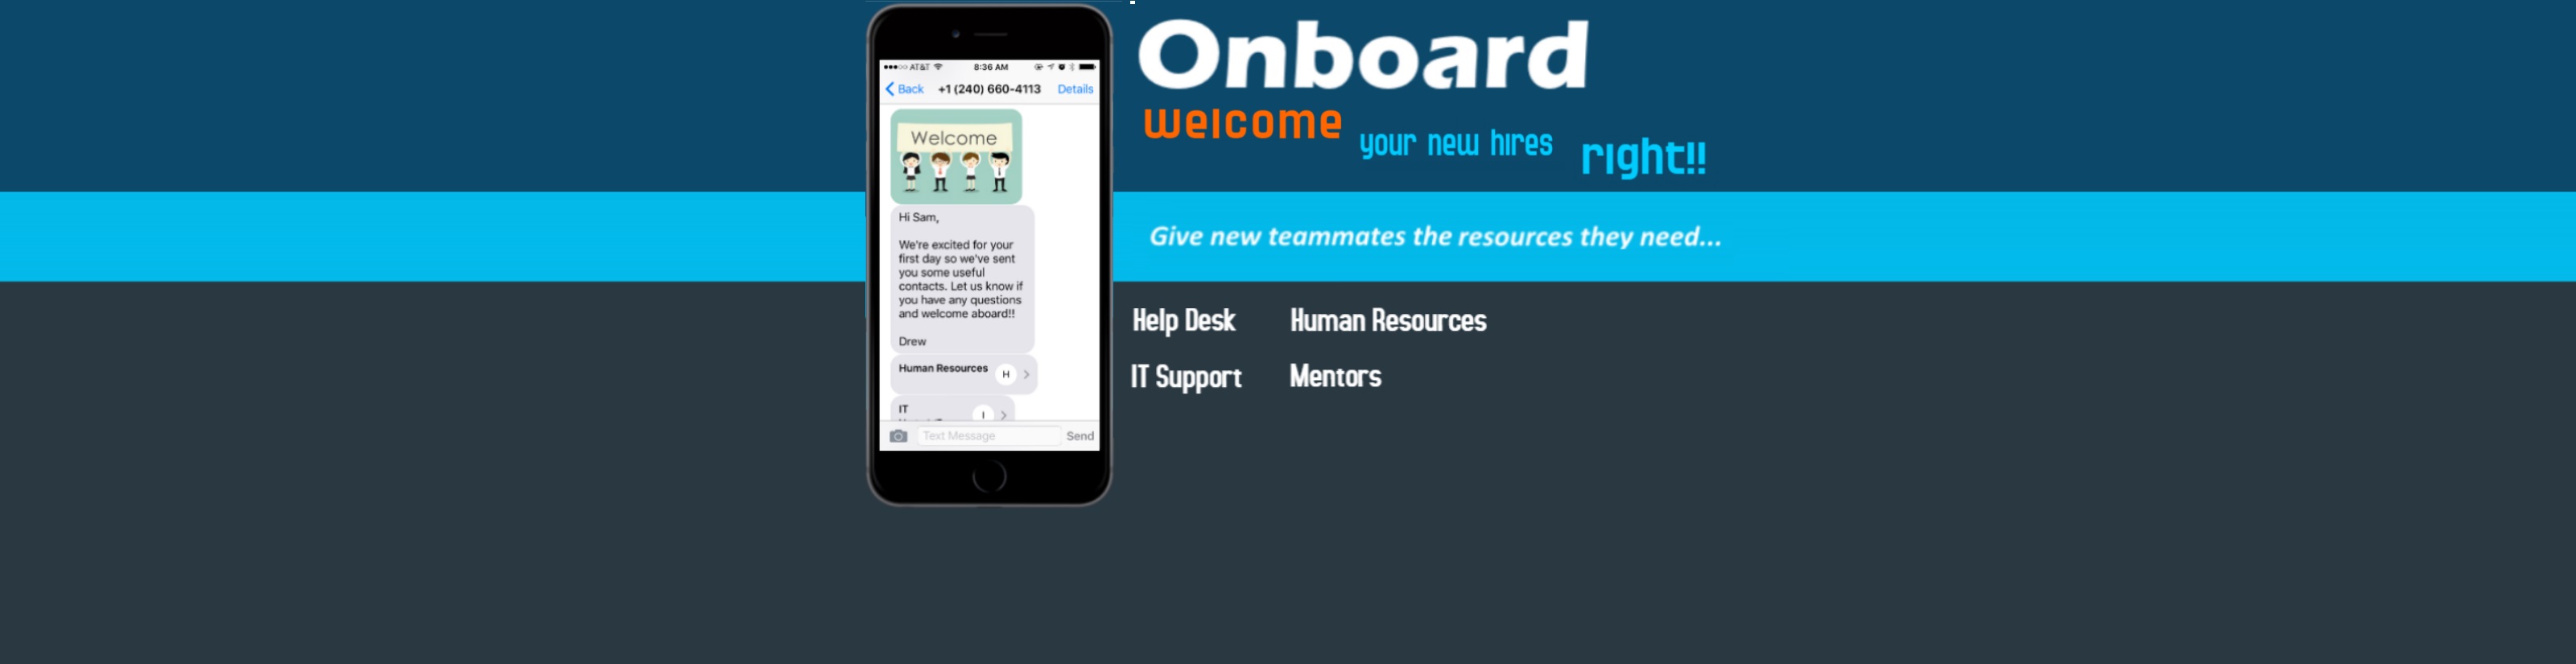 AT&T 8:36 AM
Back +1 (240) 660-4113 Details
Welcome
Hi Sam,
We're excited for your
first day so we've sent
you some useful
contacts. Let us know if
you have any questions
and welcome aboard!!
Drew
Human Resources H
IT I
Text Message Send
Onboard
welcome your new hires right!!
Give new teammates the resources they need...
Help Desk Human Resources
IT Support Mentors